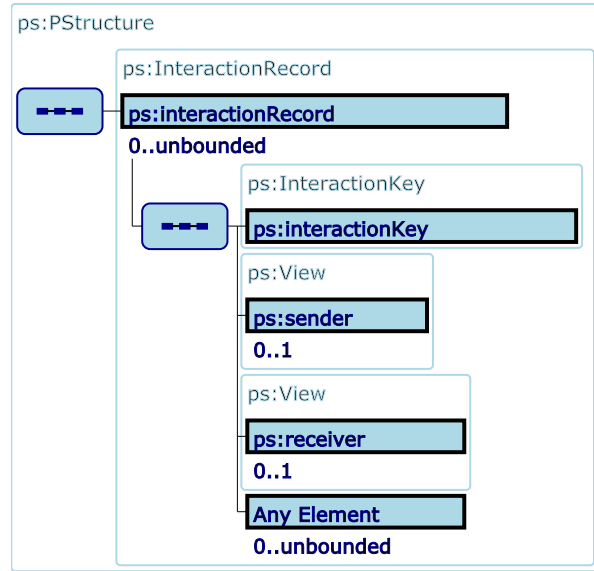 ps:PStructure
ps:InteractionRecord
ps:interactionRecord
0..unbounded
ps:InteractionKey
ps:interactionKey
ps:View
ps:sender
0..1
ps:View
ps:receiver
0..1
Any Element
0..unbounded